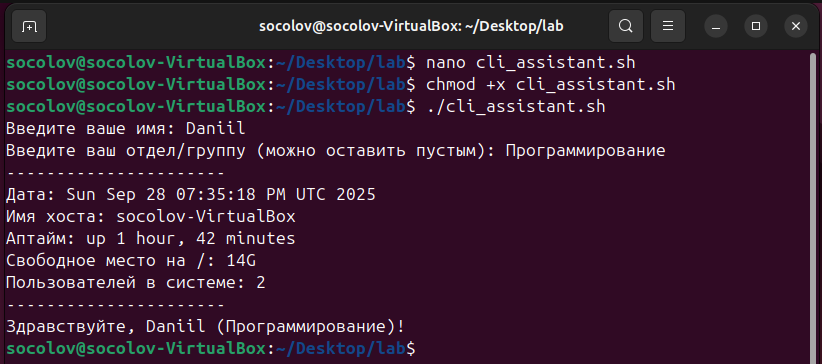 socolov@socolov-VirtualBox: ~/Desktop/lab
socolov@socolov-VirtualBox:~/Desktop/lab$ nano cli_assistant.sh
socolov@socolov-VirtualBox:~/Desktop/lab$ chmod +x cli_assistant.sh
socolov@socolov-VirtualBox:~/Desktop/lab$ ./cli_assistant.sh
Введите ваше имя: Daniil
Введите ваш отдел/группу (можно оставить пустым): Программирование
----------------------
Дата: Sun Sep 28 07:35:18 PM UTC 2025
Имя хоста: socolov-VirtualBox
Аптайм: up 1 hour, 42 minutes
Свободное место на /: 14G
Пользователей в системе: 2
----------------------
Здравствуйте, Daniil (Программирование)!
socolov@socolov-VirtualBox:~/Desktop/lab$